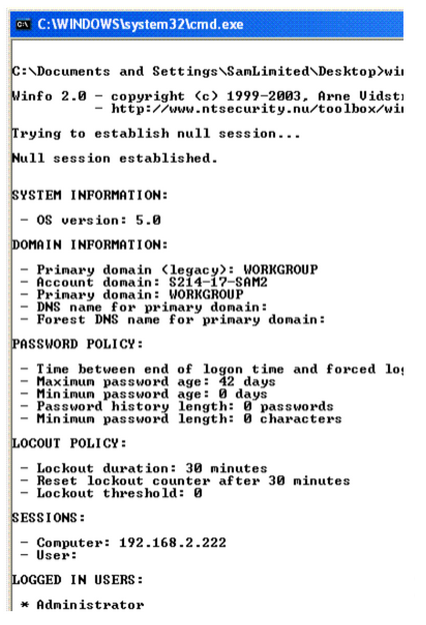 C:\WINDOWS\system32\cmd.exe
C:\Documents and Settings\SamLimited\Desktop>win
Winfo 2.0 - copyright (c) 1999-2003, Arne Vidst
- http://www.ntsecurity.nu/toolbox/wi
Trying to establish null session...
Null session established.
SYSTEM INFORMATION:
- OS version: 5.0
DOMAIN INFORMATION:
- Primary domain (legacy): WORKGROUP
- Account domain: S214-17-SAM2
- Primary domain: WORKGROUP
- DNS name for primary domain:
- Forest DNS name for primary domain:
PASSWORD POLICY:
- Time between end of logon time and forced log
- Maximum password age: 42 days
- Minimum password age: 0 days
- Password history length: 0 passwords
- Minimum password length: 0 characters
LOCOUT POLICY:
- Lockout duration: 30 minutes
- Reset lockout counter after 30 minutes
- Lockout threshold: 0
SESSIONS:
- Computer: 192.168.2.222
- User:
LOGGED IN USERS:
* Administrator